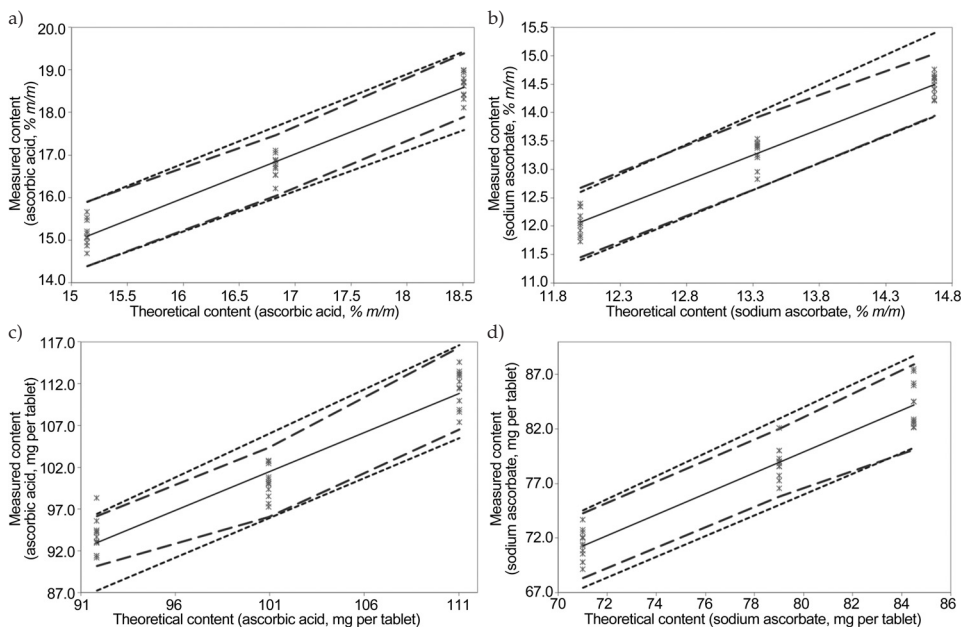 a)
Measured content
(ascorbic acid, % m/m)
20.0
19.0
18.0
17.0
16.0
15.0
14.0
15 15.5 16 16.5 17 17.5 18 18.5
Theoretical content (ascorbic acid, % m/m)
b)
Measured content
(sodium ascorbate, % m/m)
15.5
15.0
14.5
14.0
13.5
13.0
12.5
12.0
11.5
11.0
11.8 12.3 12.8 13.3 13.8 14.3 14.8
Theoretical content (sodium ascorbate, % m/m)
c)
Measured content
(ascorbic acid, mg per tablet)
117.0
112.0
107.0
102.0
97.0
92.0
87.0
91 96 101 106 111
Theoretical content (ascorbic acid, mg per tablet)
d)
Measured content
(sodium ascorbate, mg per tablet)
87.0
82.0
77.0
72.0
67.0
70 72 74 76 78 80 82 84 86
Theoretical content (sodium ascorbate, mg per tablet)